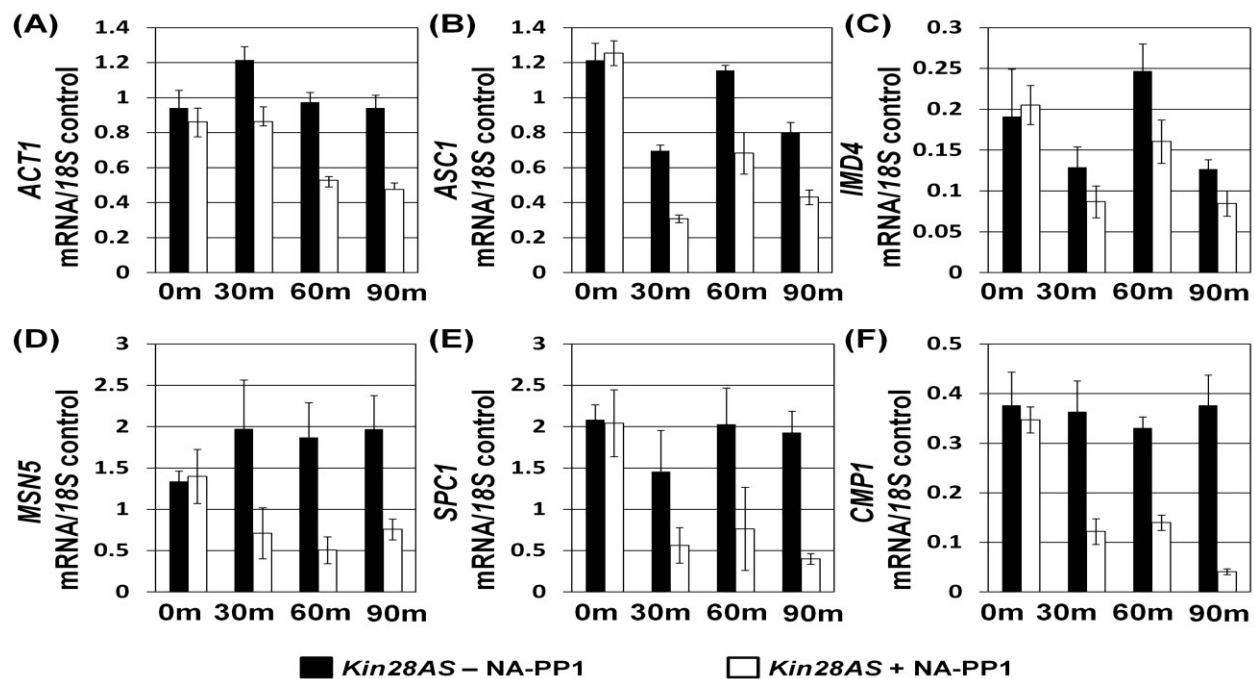 (A)
ACT1
mRNA/18S control
1.4
1.2
1
0.8
0.6
0.4
0.2
0
0m 30m 60m 90m
(B)
ASC1
mRNA/18S control
1.4
1.2
1
0.8
0.6
0.4
0.2
0
0m 30m 60m 90m
(C)
IMD4
mRNA/18S control
0.3
0.25
0.2
0.15
0.1
0.05
0
0m 30m 60m 90m
(D)
MSN5
mRNA/18S control
3
2.5
2
1.5
1
0.5
0
0m 30m 60m 90m
(E)
SPC1
mRNA/18S control
3
2.5
2
1.5
1
0.5
0
0m 30m 60m 90m
(F)
CMP1
mRNA/18S control
0.5
0.4
0.3
0.2
0.1
0
0m 30m 60m 90m
Kin28AS – NA-PP1
Kin28AS + NA-PP1